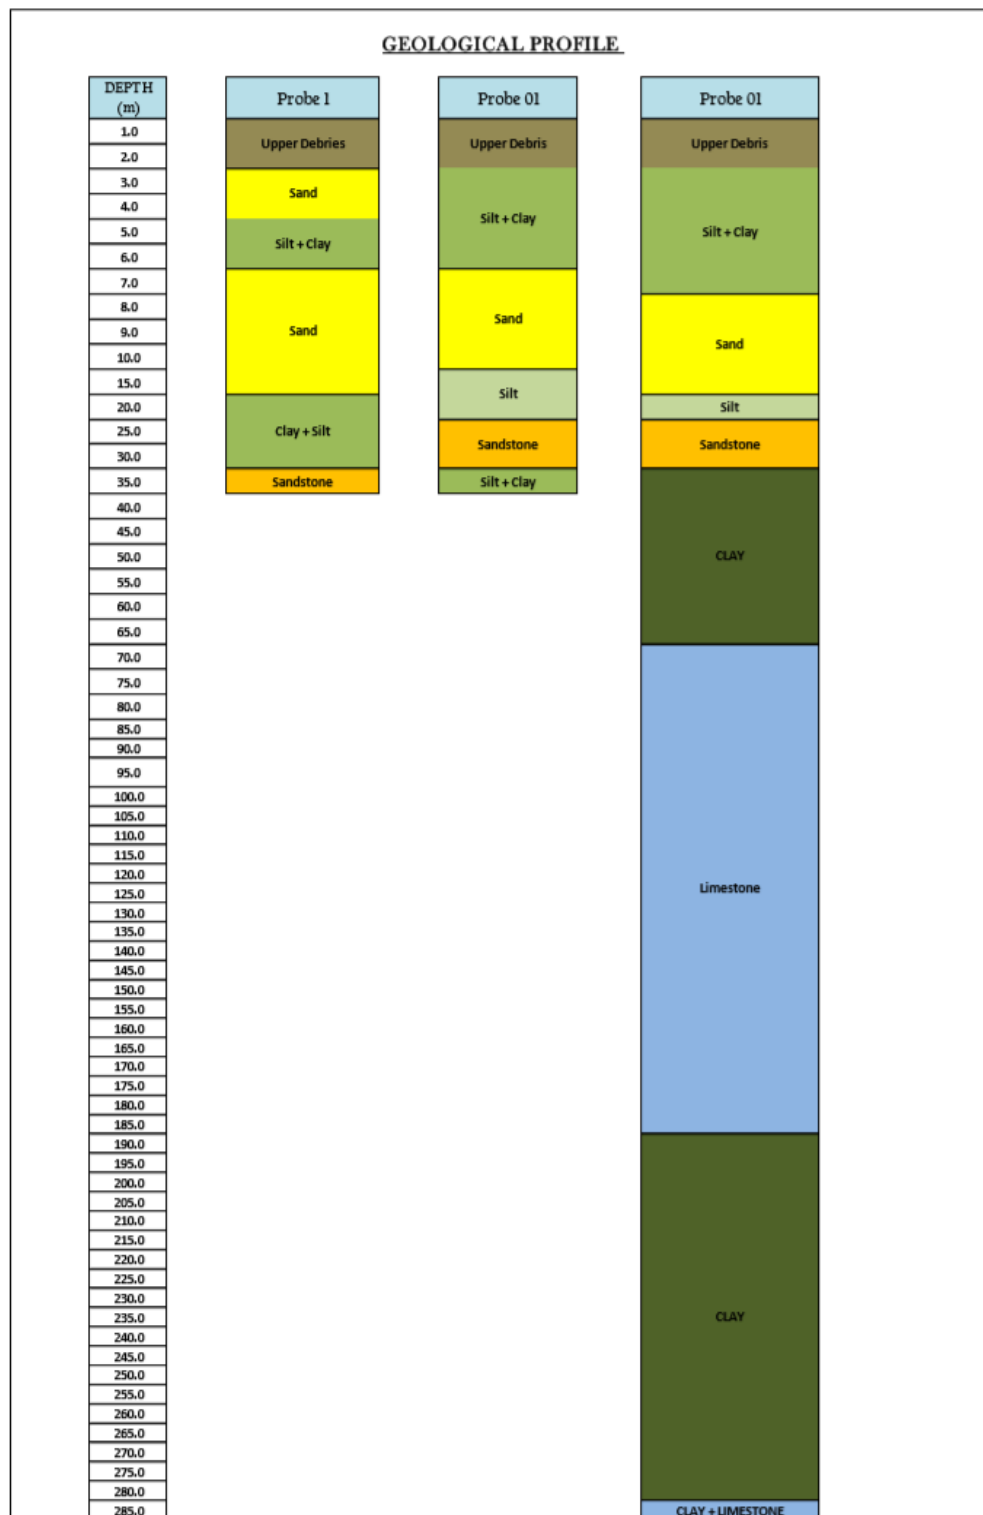 GEOLOGICAL PROFILE
DEPTH
(m)
Probe 1
Probe 01
Probe 01
1.0
2.0
3.0
4.0
5.0
6.0
7.0
8.0
9.0
10.0
15.0
20.0
25.0
30.0
35.0
40.0
45.0
50.0
55.0
60.0
65.0
70.0
75.0
80.0
85.0
90.0
95.0
100.0
105.0
110.0
115.0
120.0
125.0
130.0
135.0
140.0
145.0
150.0
155.0
160.0
165.0
170.0
175.0
180.0
185.0
190.0
195.0
200.0
205.0
210.0
215.0
220.0
225.0
230.0
235.0
240.0
245.0
250.0
255.0
260.0
265.0
270.0
275.0
280.0
285.0
Upper Debries
Sand
Silt + Clay
Sand
Clay + Silt
Sandstone
Upper Debris
Silt + Clay
Sand
Silt
Sandstone
Silt + Clay
Upper Debris
Silt + Clay
Sand
Silt
Sandstone
CLAY
Limestone
CLAY
CLAY + LIMESTONE